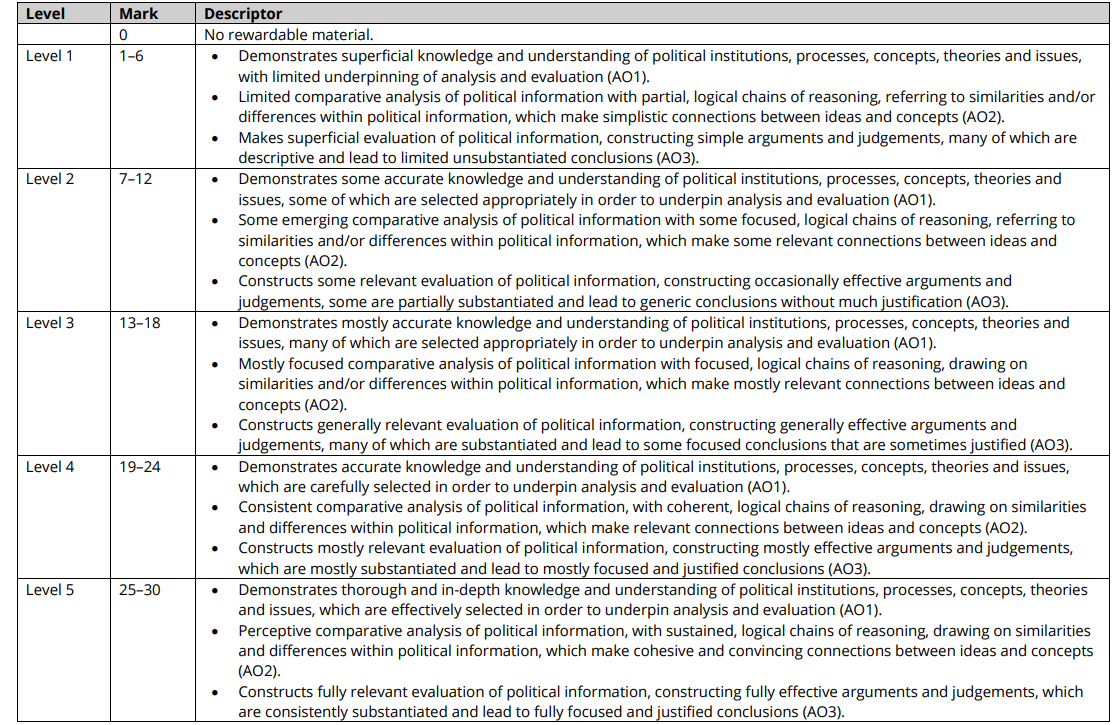 Level Mark Descriptor
0 No rewardable material.
Level 1 1–6 • Demonstrates superficial knowledge and understanding of political institutions, processes, concepts, theories and issues,
with limited underpinning of analysis and evaluation (AO1).
• Limited comparative analysis of political information with partial, logical chains of reasoning, referring to similarities and/or
differences within political information, which make simplistic connections between ideas and concepts (AO2).
• Makes superficial evaluation of political information, constructing simple arguments and judgements, many of which are
descriptive and lead to limited unsubstantiated conclusions (AO3).
Level 2 7–12 • Demonstrates some accurate knowledge and understanding of political institutions, processes, concepts, theories and
issues, some of which are selected appropriately in order to underpin analysis and evaluation (AO1).
• Some emerging comparative analysis of political information with some focused, logical chains of reasoning, referring to
similarities and/or differences within political information, which make some relevant connections between ideas and
concepts (AO2).
• Constructs some relevant evaluation of political information, constructing occasionally effective arguments and
judgements, some are partially substantiated and lead to generic conclusions without much justification (AO3).
Level 3 13–18 • Demonstrates mostly accurate knowledge and understanding of political institutions, processes, concepts, theories and
issues, many of which are selected appropriately in order to underpin analysis and evaluation (AO1).
• Mostly focused comparative analysis of political information with focused, logical chains of reasoning, drawing on
similarities and/or differences within political information, which make mostly relevant connections between ideas and
concepts (AO2).
• Constructs generally relevant evaluation of political information, constructing generally effective arguments and
judgements, many of which are substantiated and lead to some focused conclusions that are sometimes justified (AO3).
Level 4 19–24 • Demonstrates accurate knowledge and understanding of political institutions, processes, concepts, theories and issues,
which are carefully selected in order to underpin analysis and evaluation (AO1).
• Consistent comparative analysis of political information, with coherent, logical chains of reasoning, drawing on similarities
and differences within political information, which make relevant connections between ideas and concepts (AO2).
• Constructs mostly relevant evaluation of political information, constructing mostly effective arguments and judgements,
which are mostly substantiated and lead to mostly focused and justified conclusions (AO3).
Level 5 25–30 • Demonstrates thorough and in-depth knowledge and understanding of political institutions, processes, concepts, theories
and issues, which are effectively selected in order to underpin analysis and evaluation (AO1).
• Perceptive comparative analysis of political information, with sustained, logical chains of reasoning, drawing on similarities
and differences within political information, which make cohesive and convincing connections between ideas and concepts
(AO2).
• Constructs fully relevant evaluation of political information, constructing fully effective arguments and judgements, which
are consistently substantiated and lead to fully focused and justified conclusions (AO3).